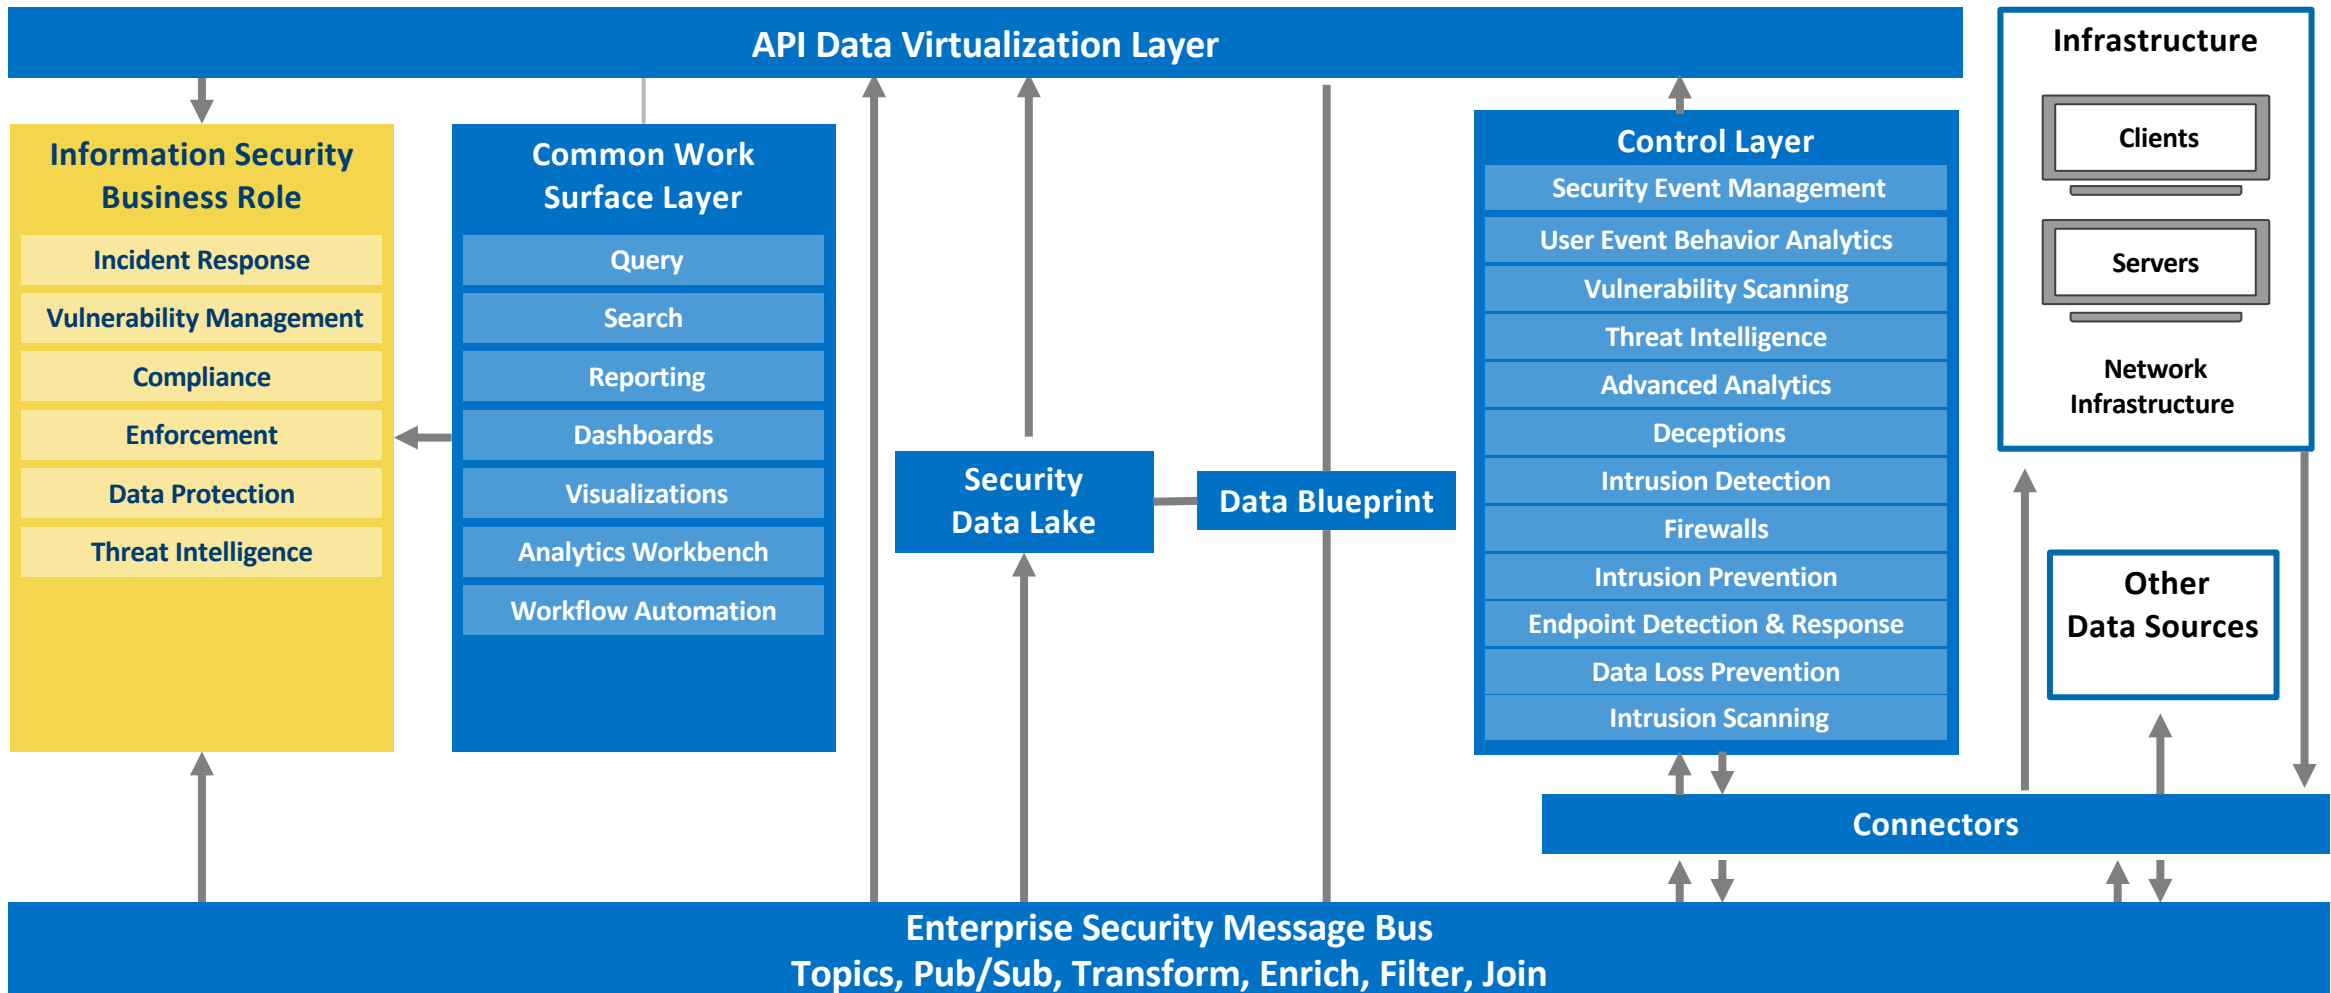 API Data Virtualization Layer
Information Security
Business Role
Incident Response
Vulnerability Management
Compliance
Enforcement
Data Protection
Threat Intelligence
Common Work
Surface Layer
Query
Search
Reporting
Dashboards
Visualizations
Analytics Workbench
Workflow Automation
Security
Data Lake
Data Blueprint
Control Layer
Security Event Management
User Event Behavior Analytics
Vulnerability Scanning
Threat Intelligence
Advanced Analytics
Deceptions
Intrusion Detection
Firewalls
Intrusion Prevention
Endpoint Detection & Response
Data Loss Prevention
Intrusion Scanning
Infrastructure
Clients
Servers
Network
Infrastructure
Other
Data Sources
Connectors
Enterprise Security Message Bus
Topics, Pub/Sub, Transform, Enrich, Filter, Join